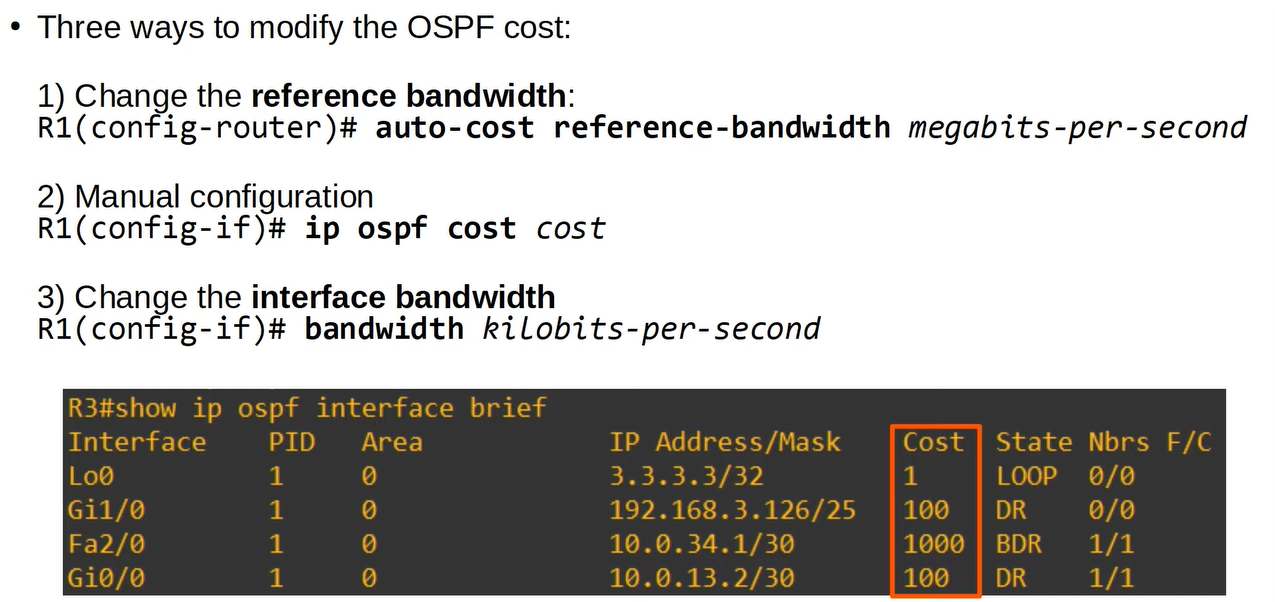 • Three ways to modify the OSPF cost:
1) Change the reference bandwidth:
R1(config-router)# auto-cost reference-bandwidth megabits-per-second
2) Manual configuration
R1(config-if)# ip ospf cost cost
3) Change the interface bandwidth
R1(config-if)# bandwidth kilobits-per-second
R3#show ip ospf interface brief
Interface PID Area IP Address/Mask Cost State Nbrs F/C
Lo0 1 0 3.3.3.3/32 1 LOOP 0/0
Gi1/0 1 0 192.168.3.126/25 100 DR 0/0
Fa2/0 1 0 10.0.34.1/30 1000 BDR 1/1
Gi0/0 1 0 10.0.13.2/30 100 DR 1/1